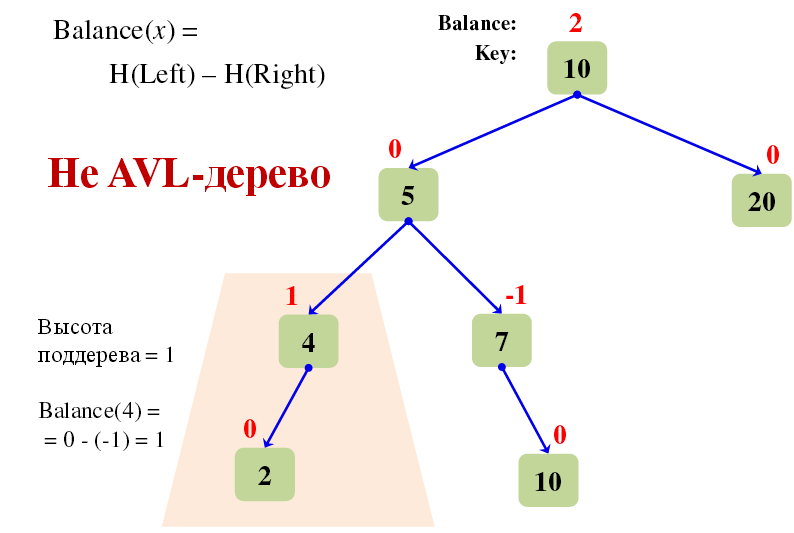 Balance(x) =
H(Left) – H(Right)
Balance:
Key:
2
10
Не AVL-дерево
0
5
0
20
1
4
-1
7
Высота
поддерева = 1
Balance(4) =
= 0 - (-1) = 1
0
2
0
10